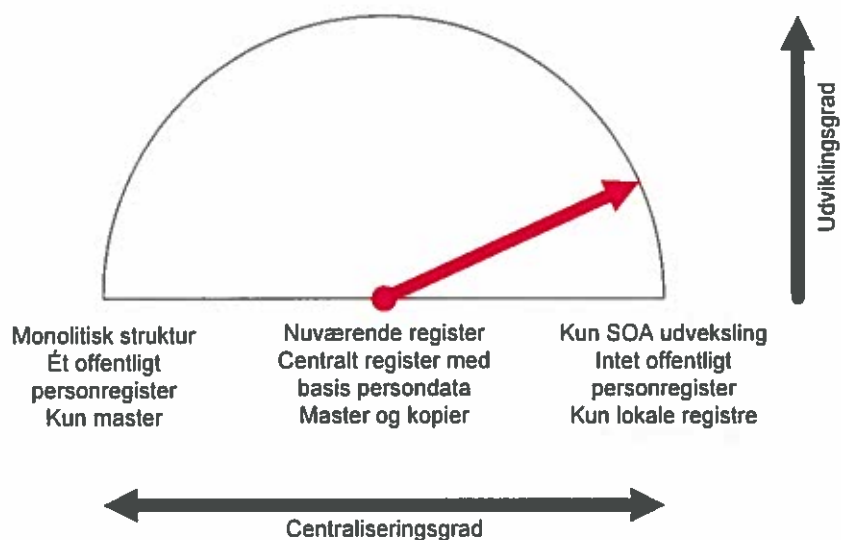 Udviklingsgrad
Monolitisk struktur
Ét offentligt
personregister
Kun master
Nuværende register
Centralt register med
basis persondata
Master og kopier
Kun SOA udveksling
Intet offentligt
personregister
Kun lokale registre
Centraliseringsgrad